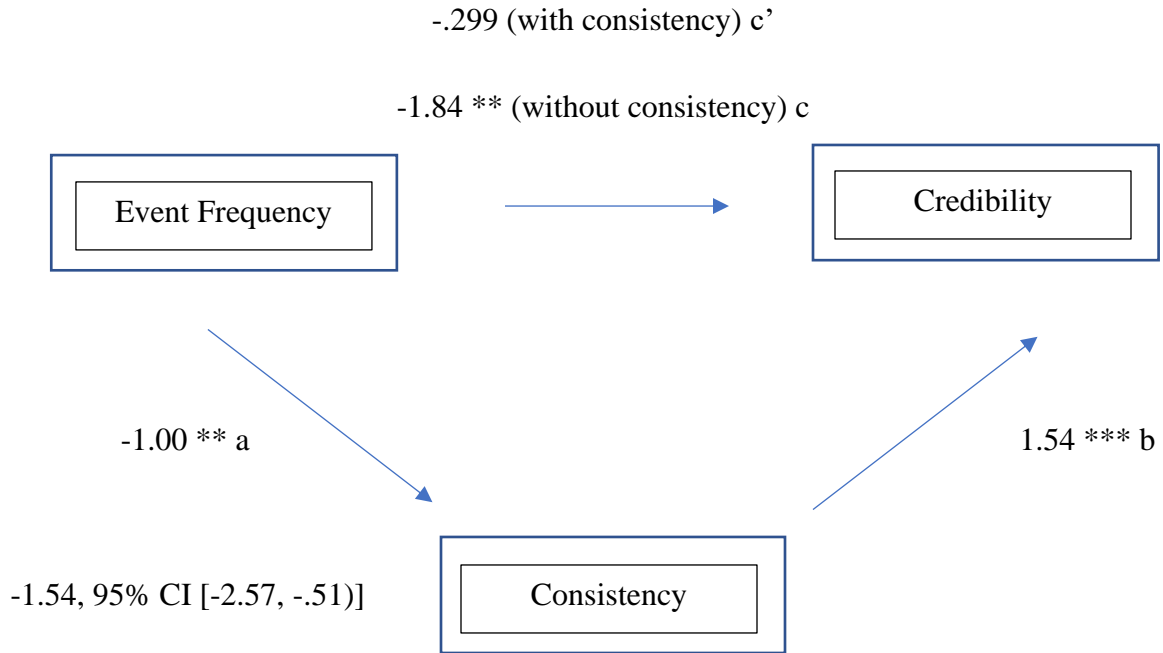 -.299 (with consistency) c’
-1.84 ** (without consistency) c
Event Frequency
Credibility
-1.00 ** a
1.54 *** b
-1.54, 95% CI [-2.57, -.51)]
Consistency